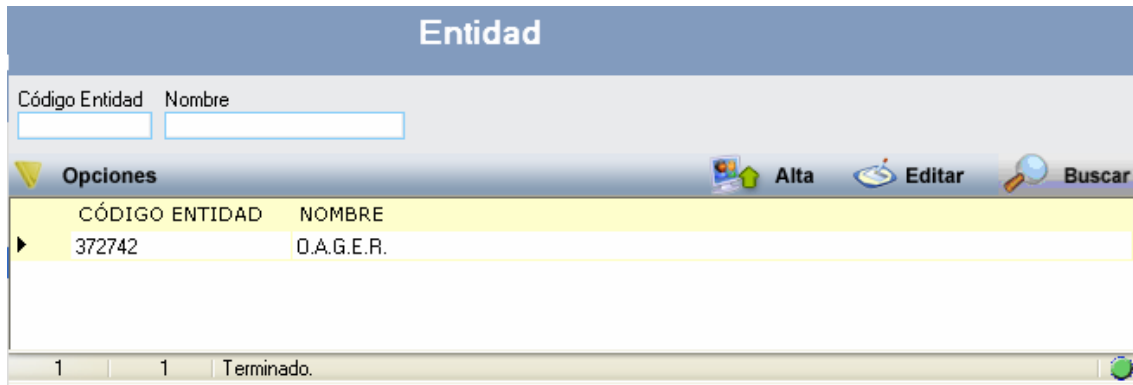 Entidad
Código Entidad Nombre
Opciones Alta Editar Buscar
CÓDIGO ENTIDAD NOMBRE
372742 O.A.G.E.R.
1 1 Terminado.